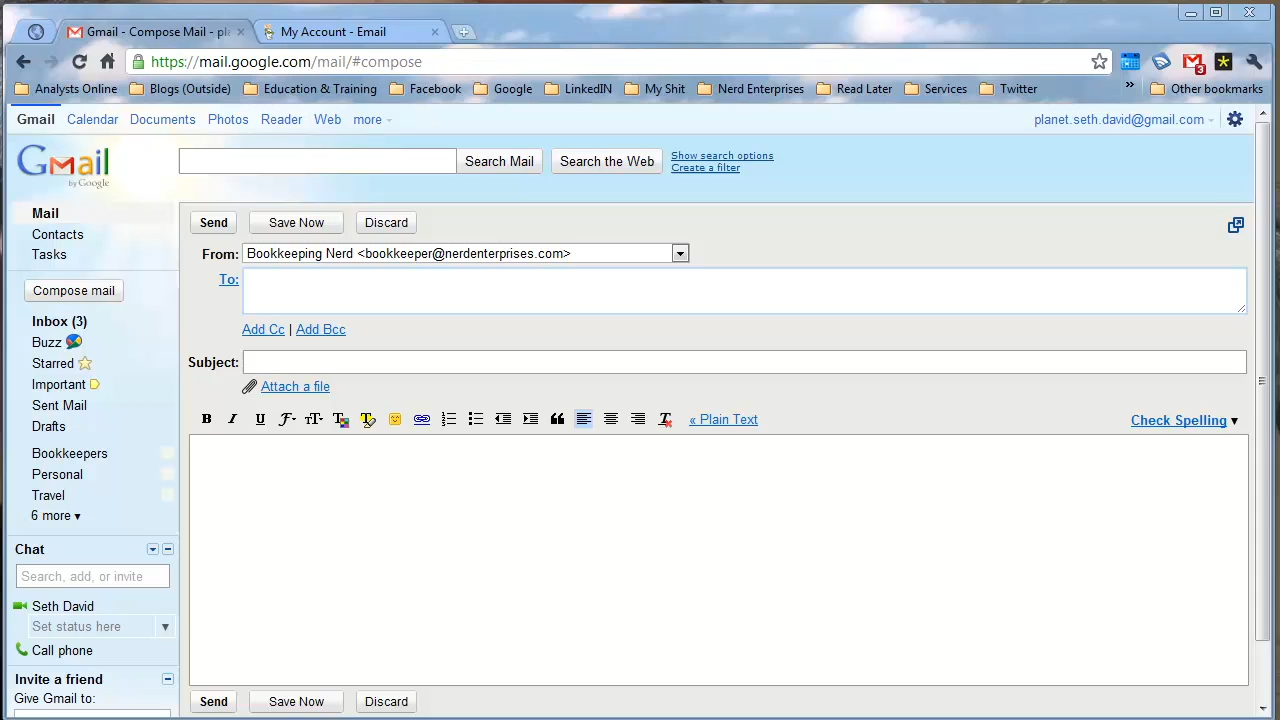 Gmail - Compose Mail - pla
My Account - Email
https://mail.google.com/mail/#compose
3
Analysts Online Blogs (Outside) Education & Training Facebook Google LinkedIN My Shit Nerd Enterprises Read Later Services Twitter » Other bookmarks
Gmail Calendar Documents Photos Reader Web more planet.seth.david@gmail.com
Gmail
by Google
Search Mail Search the Web
Show search options
Create a filter
Mail
Contacts
Tasks
Compose mail
Inbox (3)
Buzz
Starred
Important
Sent Mail
Drafts
Bookkeepers
Personal
Travel
6 more ▾
Chat
Search, add, or invite
Seth David
Set status here
Call phone
Invite a friend
Give Gmail to:
Send Save Now Discard
From: Bookkeeping Nerd <bookkeeper@nerdenterprises.com>
To:
Add Cc | Add Bcc
Subject:
Attach a file
B I U « Plain Text Check Spelling ▾
Send Save Now Discard